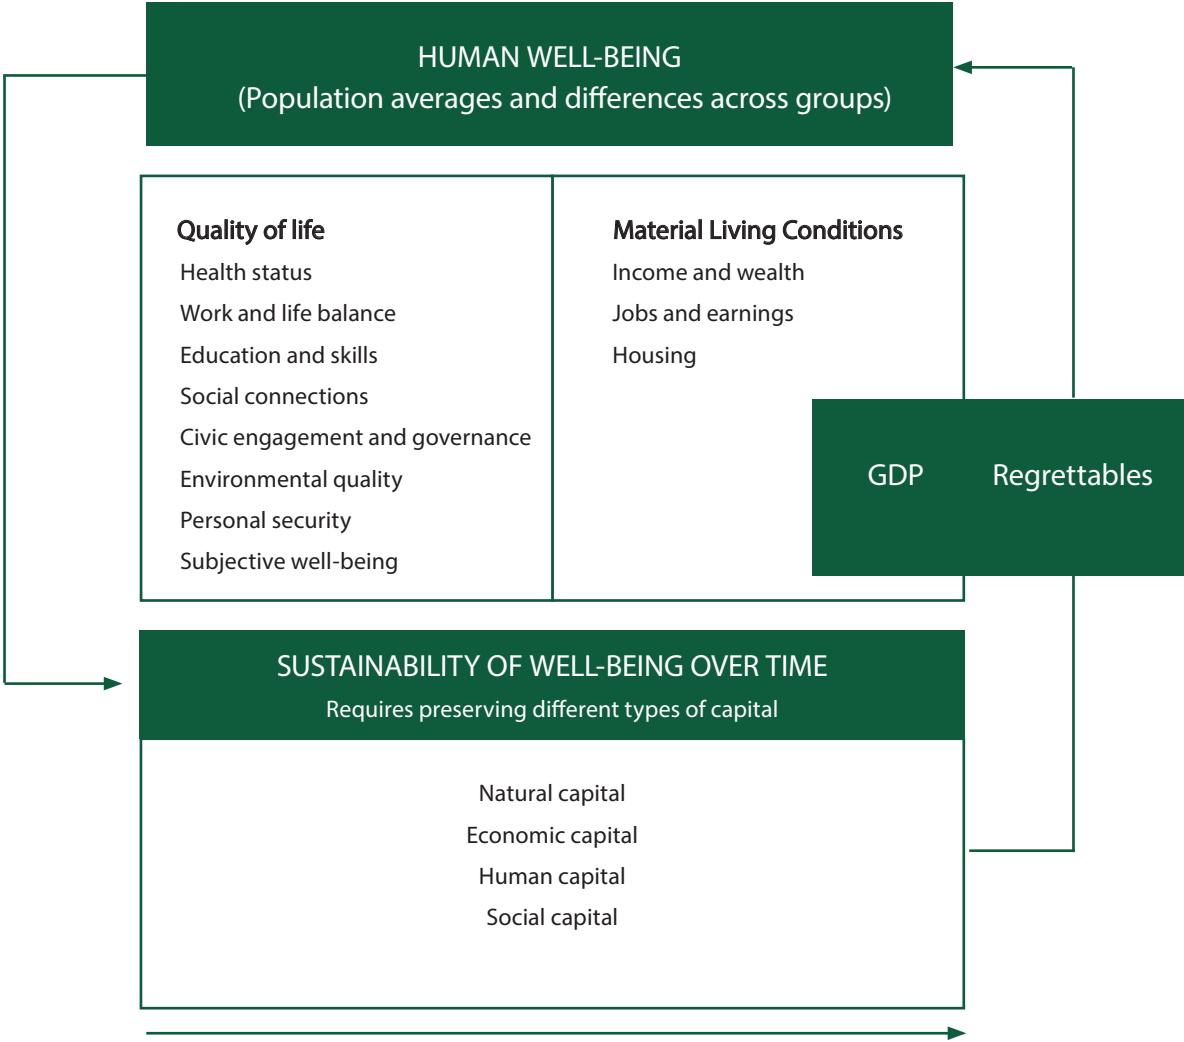 HUMAN WELL-BEING
(Population averages and differences across groups)
Quality of life
Health status
Work and life balance
Education and skills
Social connections
Civic engagement and governance
Environmental quality
Personal security
Subjective well-being
Material Living Conditions
Income and wealth
Jobs and earnings
Housing
GDP
Regrettables
SUSTAINABILITY OF WELL-BEING OVER TIME
Requires preserving different types of capital
Natural capital
Economic capital
Human capital
Social capital